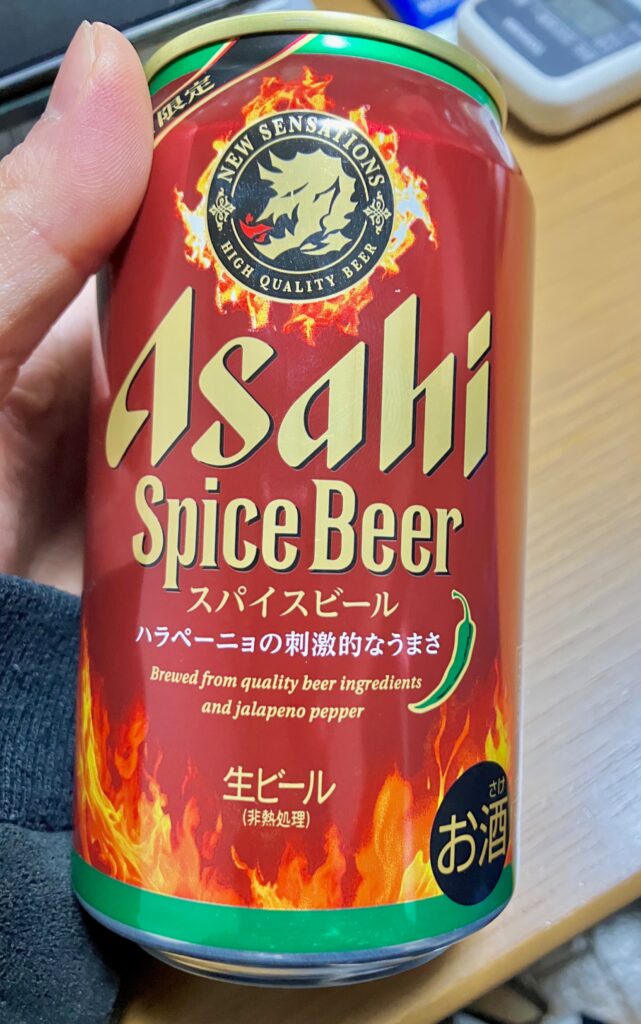 限定
NEW SENSATIONS
HIGH QUALITY BEER
Asahi
Spice Beer
スパイスビール
ハラペーニョの刺激的なうまさ
Brewed from quality beer ingredients
and jalapeno pepper
生ビール
(非熱処理)
さけ
お酒